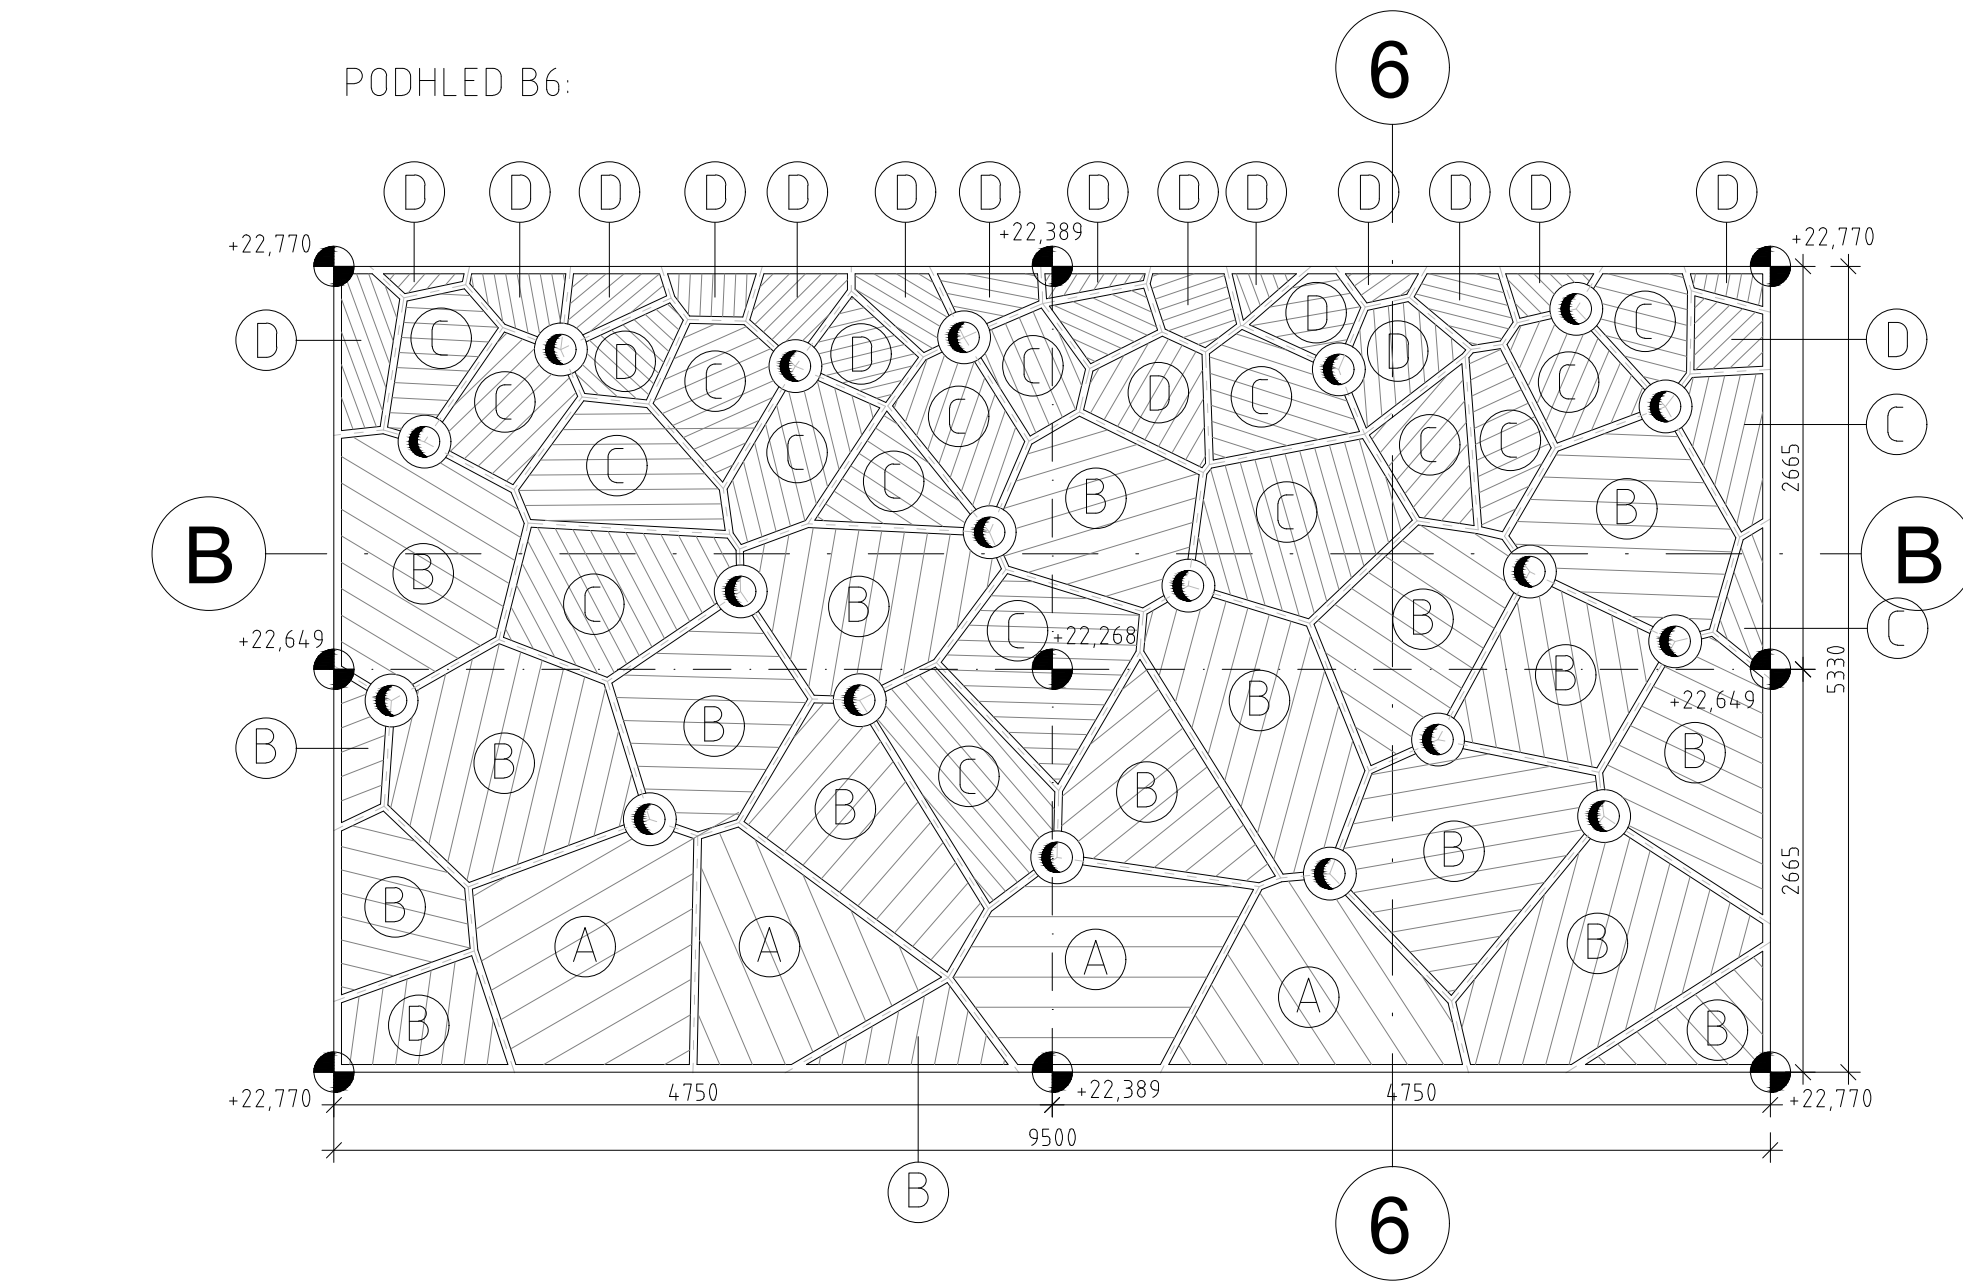 6
PODHLED B6:
D D D D D D D D D D D D D D
+22,770 +22,389 +22,770
D D
C C D
D C D C D D
C C D C C
C C C C C
C C C
B B
C
2665
B B
B C B C B
+22,649 C +22,268
C
5330
B B B +22,649
B B B B
C B
B B
2665
B
B
A A A B
A
B B
+22,770 4750 +22,389 4750 +22,770
9500
B
6